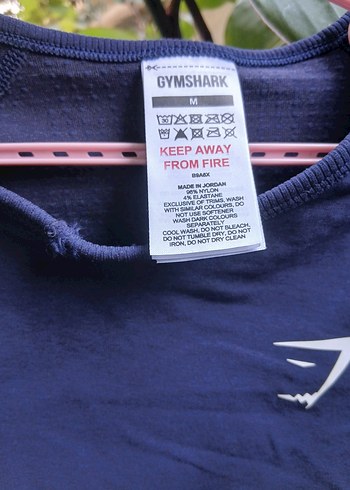 GYMSHARK
M
KEEP AWAY
FROM FIRE
B9A6X
MADE IN JORDAN
96% NYLON
4% ELASTANE
EXCLUSIVE OF TRIMS, WASH
WITH SIMILAR COLOURS, DO
NOT USE SOFTENER
WASH DARK COLOURS
SEPARATELY
COOL WASH, DO NOT BLEACH,
DO NOT TUMBLE DRY, DO NOT
IRON, DO NOT DRY CLEAN